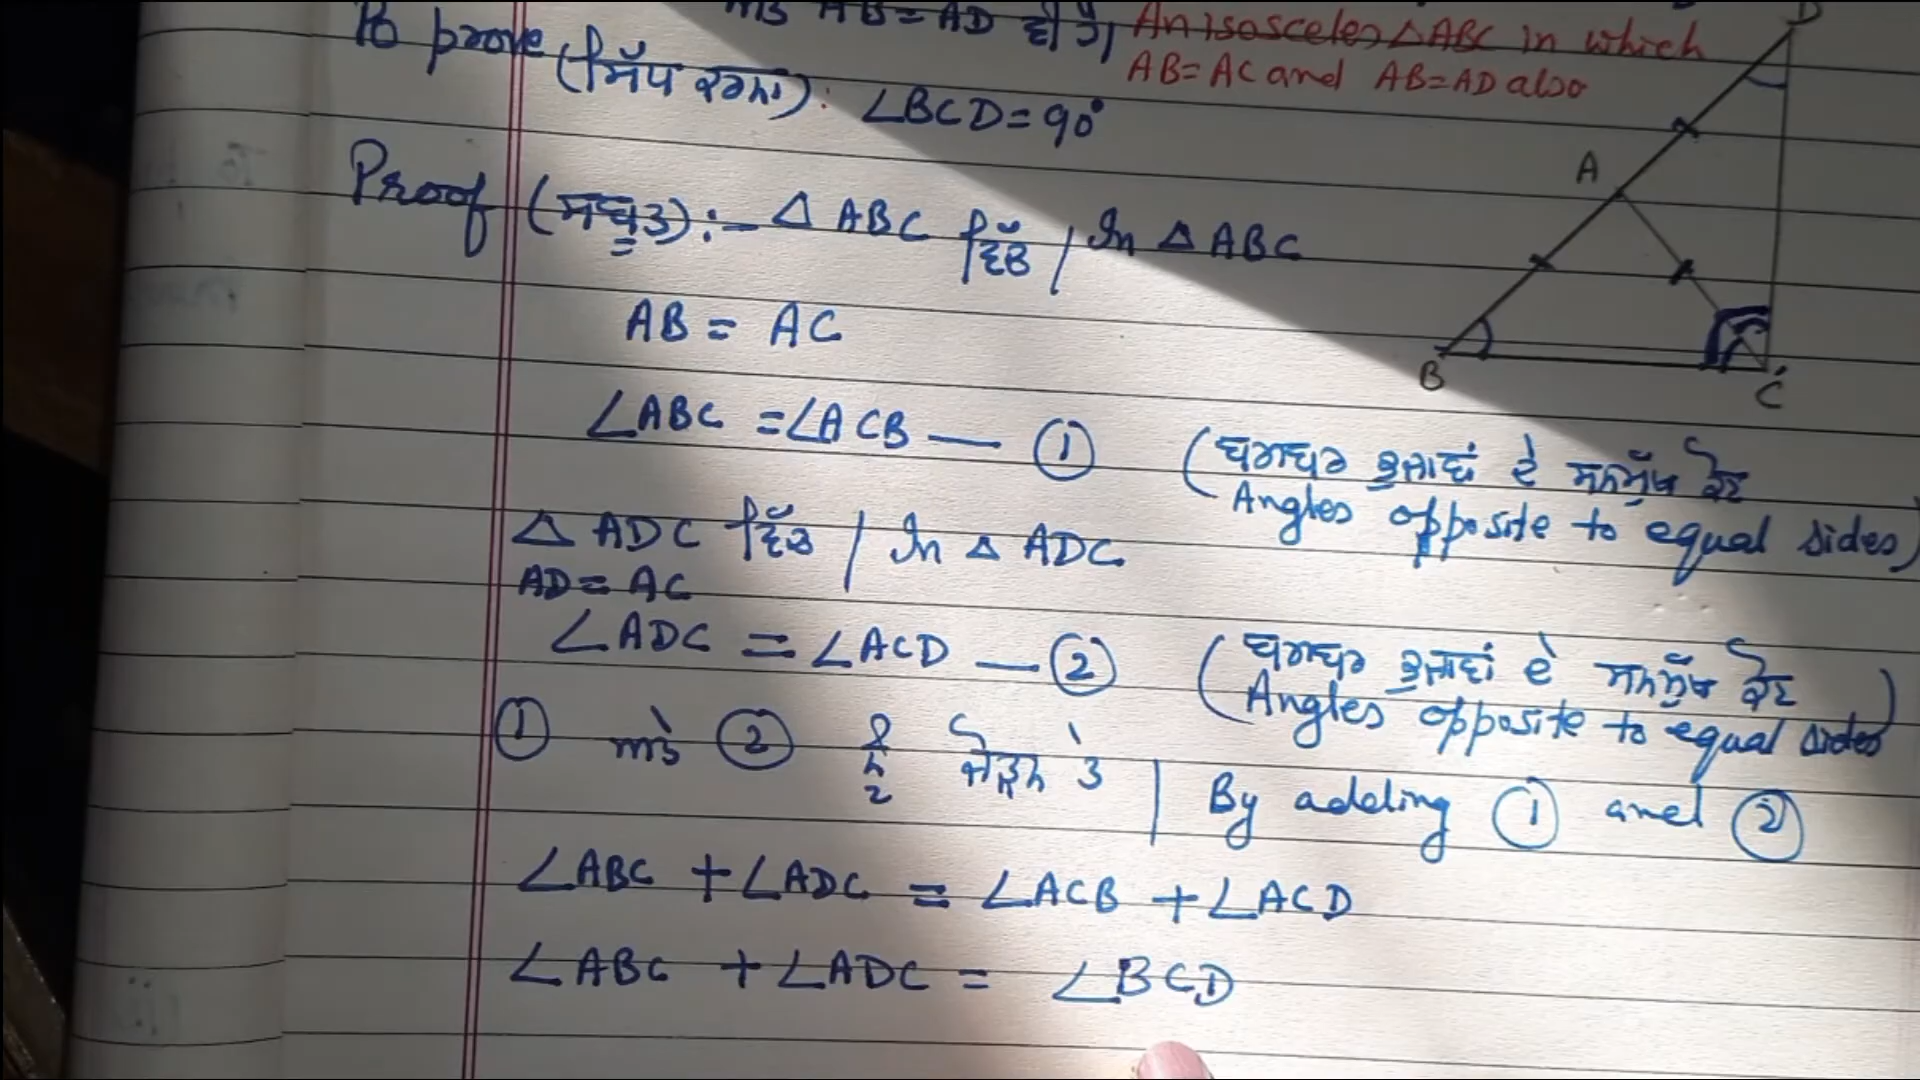 ਅਤੇ AB = AD ਹੈ। An isosceles △ABC in which
AB = AC and AB = AD also
To prove (ਸਿੱਧ ਕਰਨਾ): ∠BCD = 90°
Proof (ਸਬੂਤ):- △ ABC ਵਿੱਚ / In △ ABC
AB = AC
∠ABC = ∠ACB — ① (ਬਰਾਬਰ ਭੁਜਾਵਾਂ ਦੇ ਸਨਮੁੱਖ ਕੋਣ
Angles opposite to equal sides)
△ ADC ਵਿੱਚ / In △ ADC
AD = AC
∠ADC = ∠ACD — ② (ਬਰਾਬਰ ਭੁਜਾਵਾਂ ਦੇ ਸਨਮੁੱਖ ਕੋਣ
Angles opposite to equal sides)
① ਅਤੇ ② ਨੂੰ ਜੋੜਨ ਤੇ | By adding ① and ②
∠ABC + ∠ADC = ∠ACB + ∠ACD
∠ABC + ∠ADC = ∠BCD
D
A
B
C